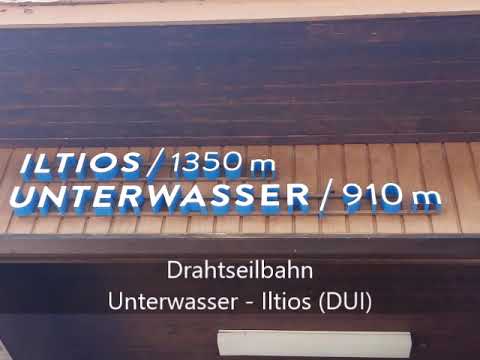 ILTIOS / 1350 m
UNTERWASSER / 910 m
Drahtseilbahn
Unterwasser - Iltios (DUI)